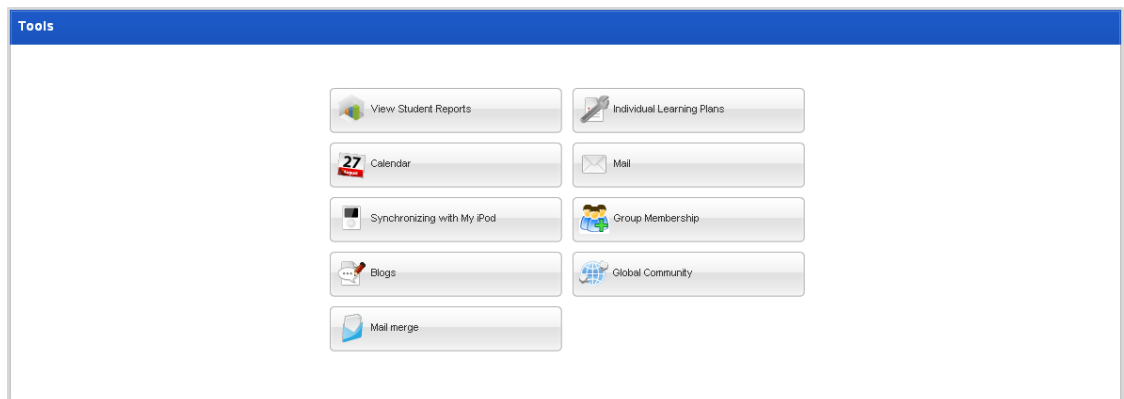 Tools
View Student Reports
Individual Learning Plans
27
Calendar
Mail
Synchronizing with My iPod
Group Membership
Blogs
Global Community
Mail merge